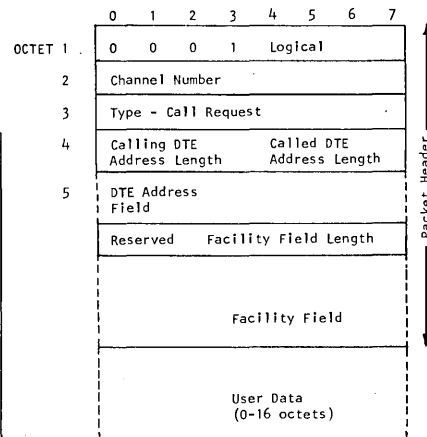 0 1 2 3 4 5 6 7
OCTET 1 0 0 0 1 Logical
2 Channel Number
3 Type - Call Request
4 Calling DTE Called DTE
Address Length Address Length
5 DTE Address
Field
Reserved Facility Field Length
Facility Field
User Data
(0-16 octets)
Packet Header